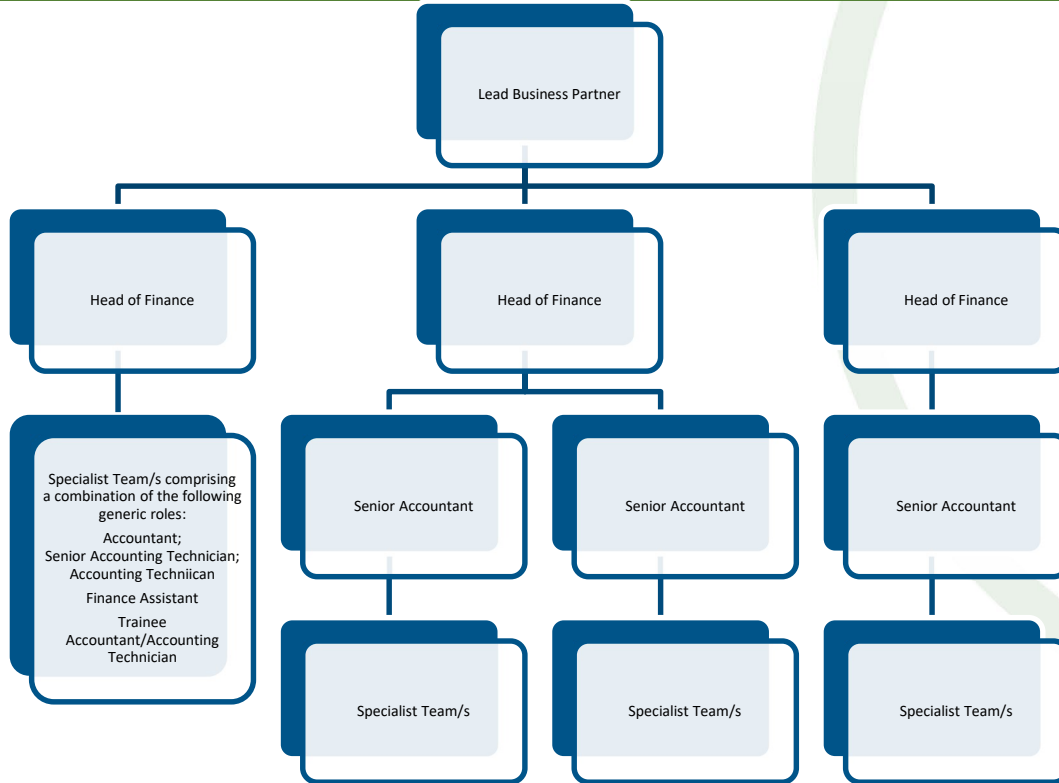 Lead Business Partner
Head of Finance
Head of Finance
Head of Finance
Specialist Team/s comprising
a combination of the following
generic roles:
Accountant;
Senior Accounting Technician;
Accounting Techniican
Finance Assistant
Trainee
Accountant/Accounting
Technician
Senior Accountant
Senior Accountant
Senior Accountant
Specialist Team/s
Specialist Team/s
Specialist Team/s